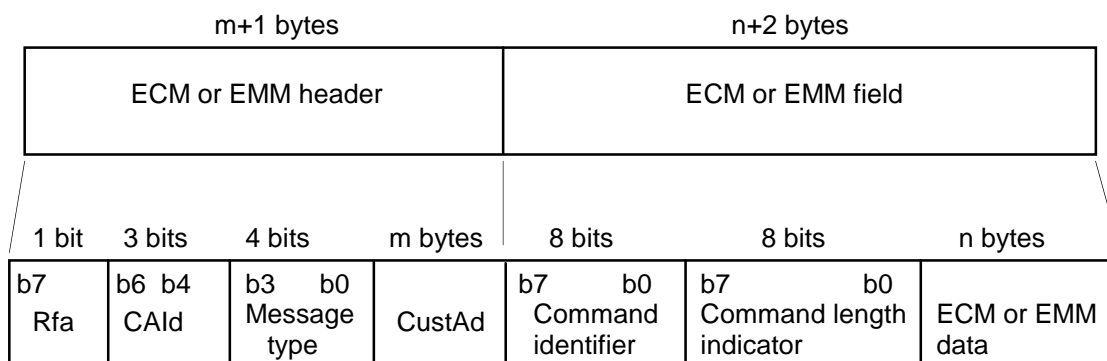 m+1 bytes n+2 bytes
ECM or EMM header ECM or EMM field
1 bit 3 bits 4 bits m bytes 8 bits 8 bits n bytes
b7 b6 b4 b3 b0 b7 b0 b7 b0
Rfa CAId Message type CustAd Command identifier Command length indicator ECM or EMM data